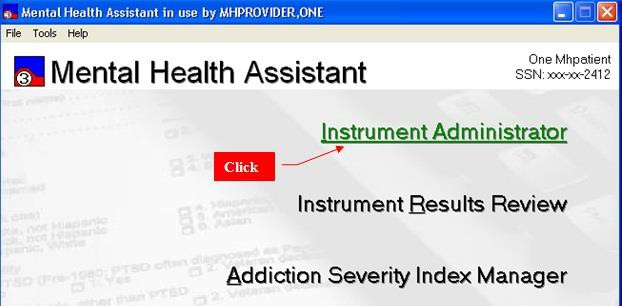 Mental Health Assistant in use by MHPROVIDER,ONE
File Tools Help
3 Mental Health Assistant
One Mhpatient
SSN: xxx-xx-2412
Instrument Administrator
Click
Instrument Results Review
Addiction Severity Index Manager